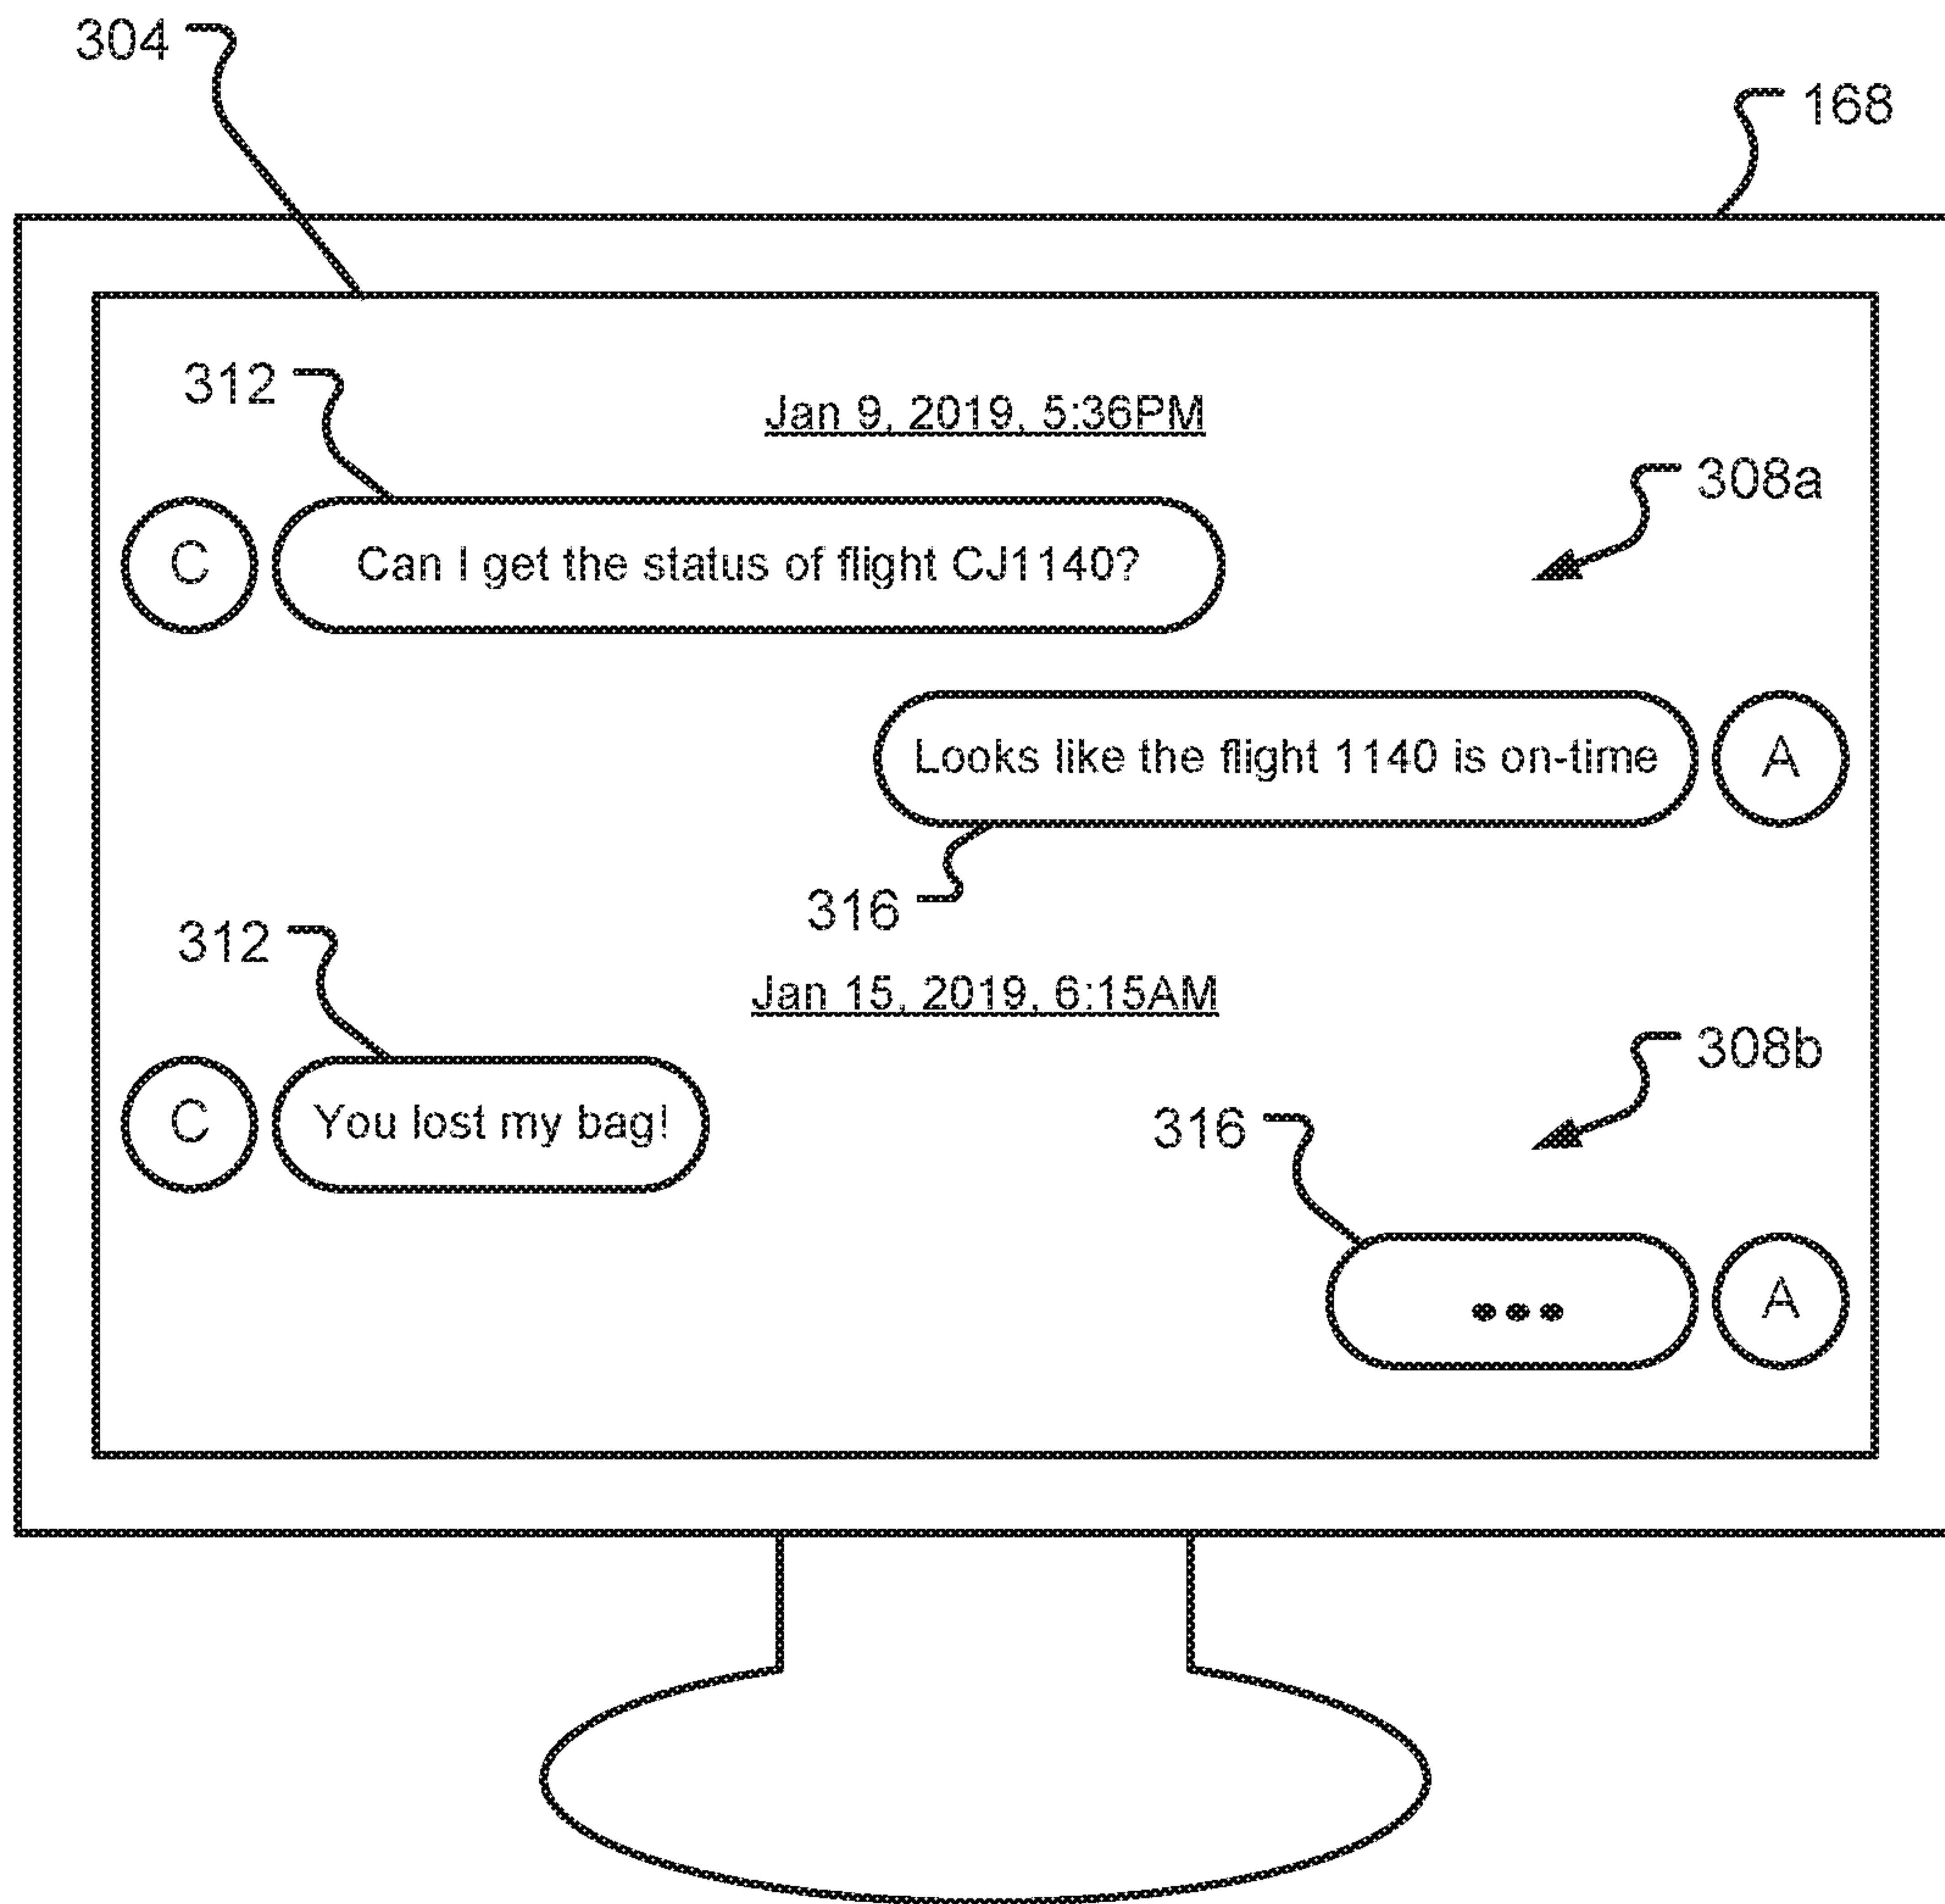 304
168
312
Jan 9, 2019, 5:36PM
308a
C
Can I get the status of flight CJ1140?
Looks like the flight 1140 is on-time
A
316
312
Jan 15, 2019, 6:15AM
308b
C
You lost my bag!
316
...
A